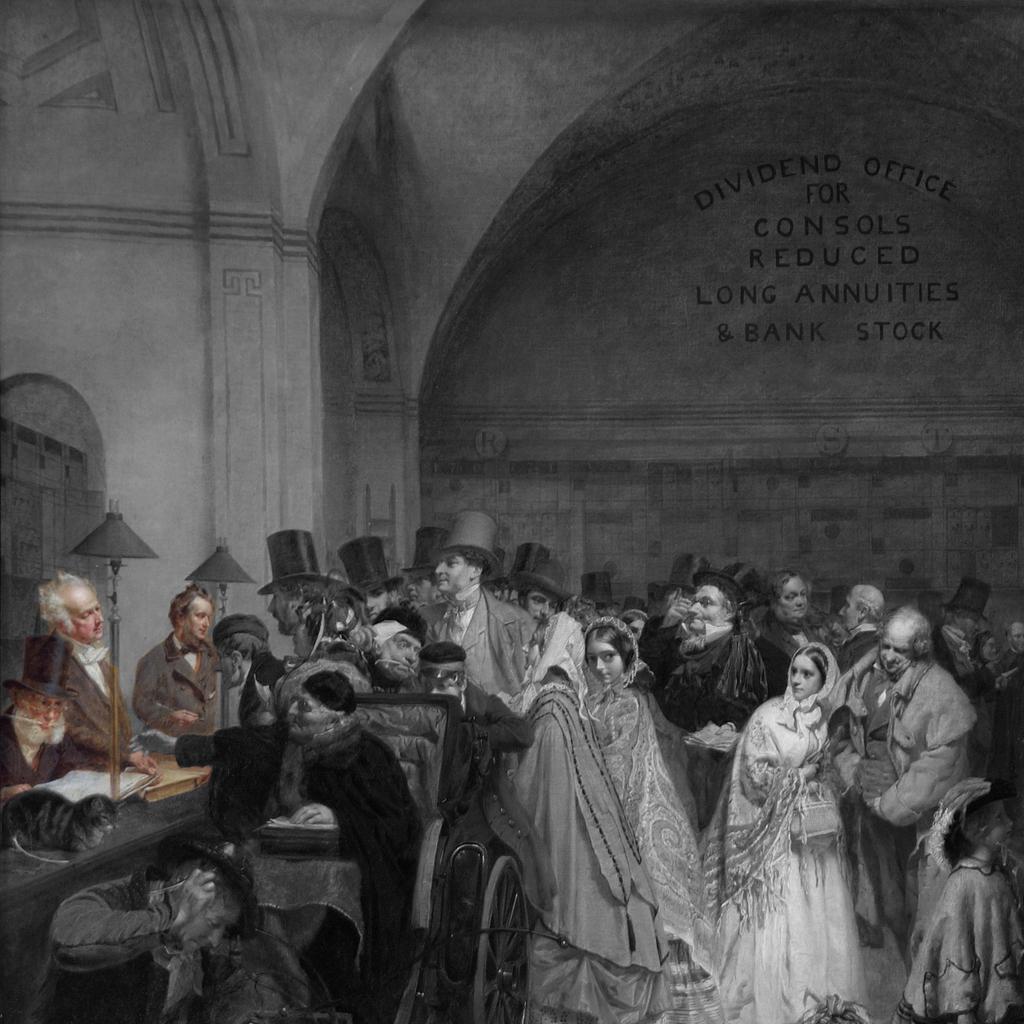 DIVIDEND OFFICE
FOR
CONSOLS
REDUCED
LONG ANNUITIES
& BANK STOCK
R S T